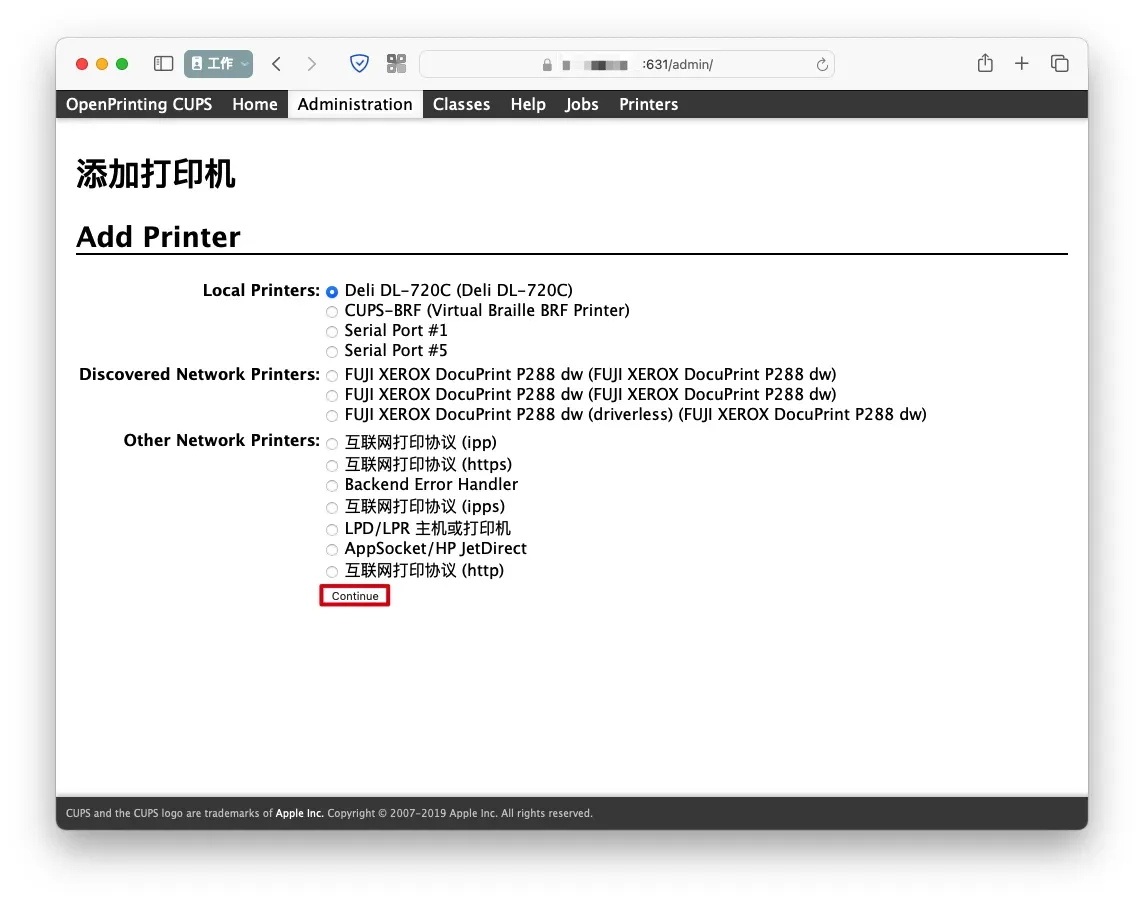 工作
:631/admin/
OpenPrinting CUPS Home Administration Classes Help Jobs Printers
添加打印机
Add Printer
Local Printers: Deli DL-720C (Deli DL-720C)
CUPS-BRF (Virtual Braille BRF Printer)
Serial Port #1
Serial Port #5
Discovered Network Printers: FUJI XEROX DocuPrint P288 dw (FUJI XEROX DocuPrint P288 dw)
FUJI XEROX DocuPrint P288 dw (FUJI XEROX DocuPrint P288 dw)
FUJI XEROX DocuPrint P288 dw (driverless) (FUJI XEROX DocuPrint P288 dw)
Other Network Printers: 互联网打印协议 (ipp)
互联网打印协议 (https)
Backend Error Handler
互联网打印协议 (ipps)
LPD/LPR 主机或打印机
AppSocket/HP JetDirect
互联网打印协议 (http)
Continue
CUPS and the CUPS logo are trademarks of Apple Inc. Copyright © 2007-2019 Apple Inc. All rights reserved.